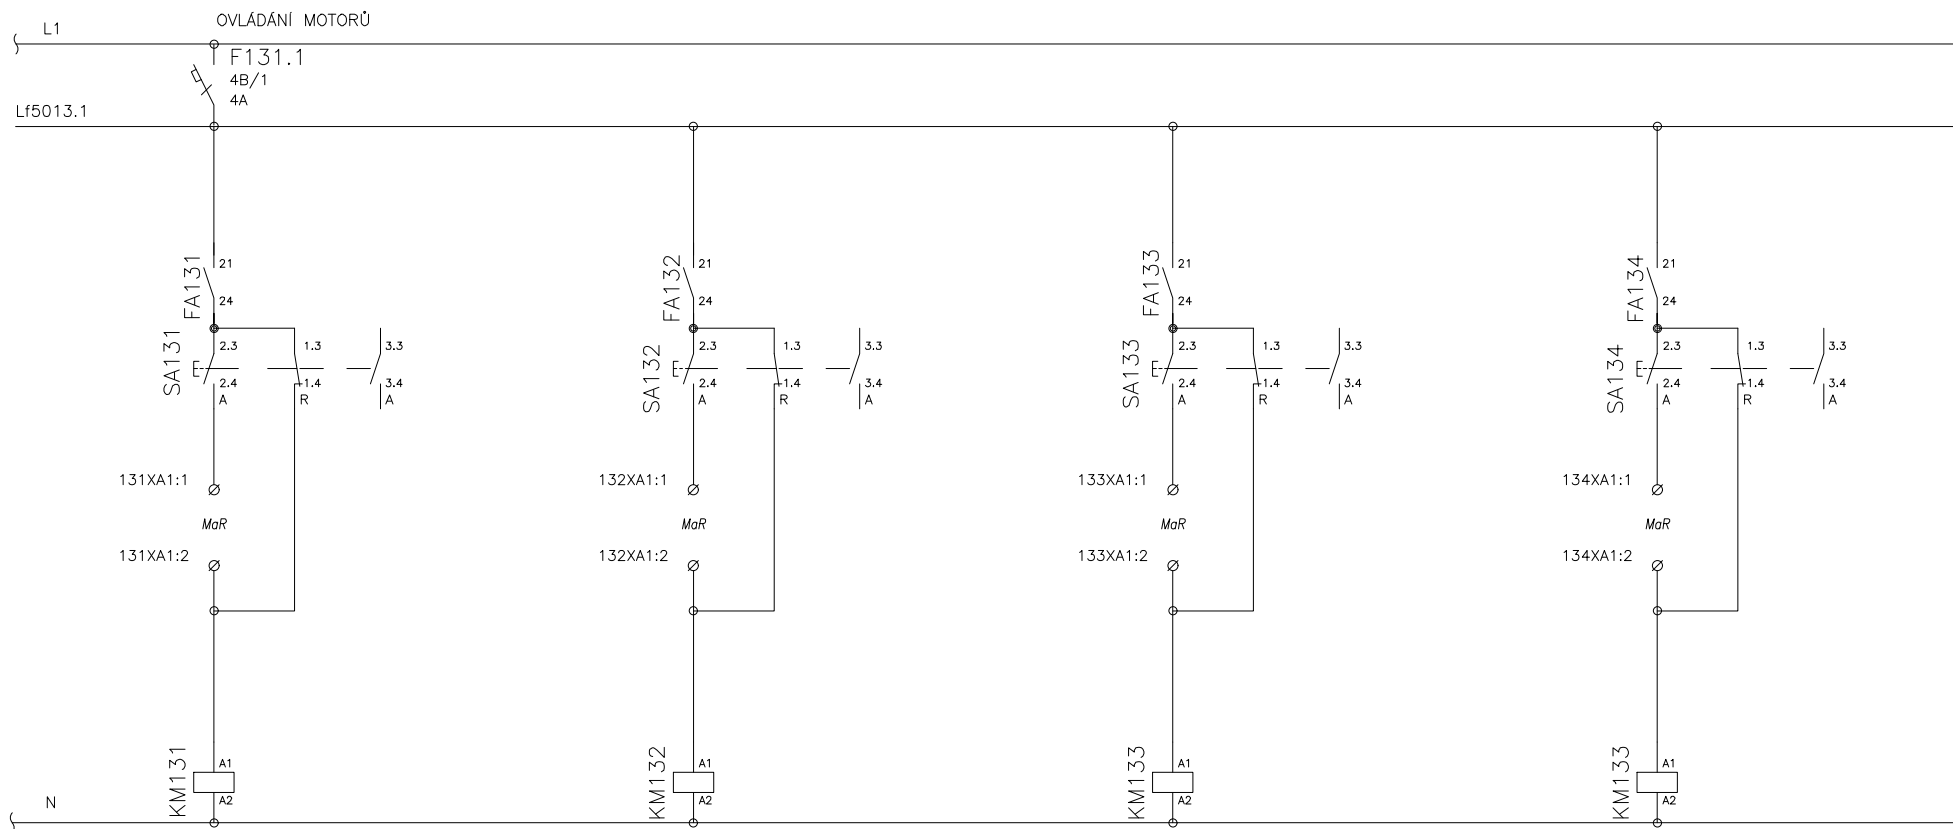 OVLÁDÁNÍ MOTORŮ
L1
F131.1
4B/1
4A
Lf5013.1
FA131
21
24
FA132
21
24
FA133
21
24
FA134
21
24
SA131
2.3
1.3
3.3
2.4
1.4
3.4
A
R
A
SA132
2.3
1.3
3.3
2.4
1.4
3.4
A
R
A
SA133
2.3
1.3
3.3
2.4
1.4
3.4
A
R
A
SA134
2.3
1.3
3.3
2.4
1.4
3.4
A
R
A
131XA1:1
132XA1:1
133XA1:1
134XA1:1
MaR
MaR
MaR
MaR
131XA1:2
132XA1:2
133XA1:2
134XA1:2
KM131
A1
A2
KM132
A1
A2
KM133
A1
A2
KM133
A1
A2
N